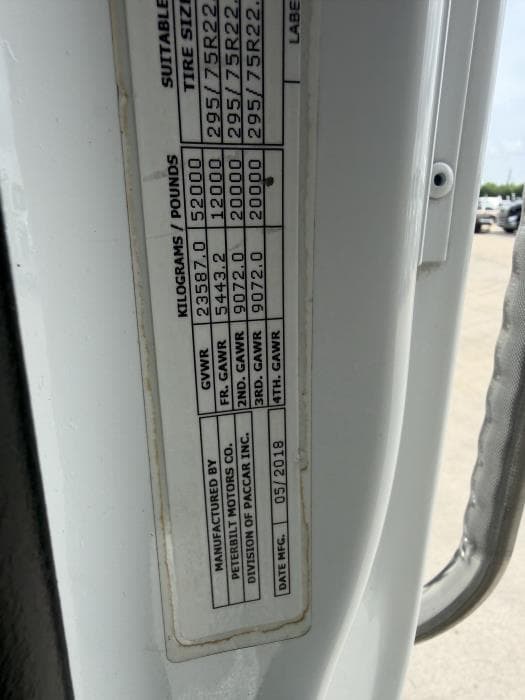 MANUFACTURED BY
PETERBILT MOTORS CO.
DIVISION OF PACCAR INC.
DATE MFG. 05/2018
KILOGRAMS / POUNDS SUITABLE
TIRE SIZE
GVWR 23587.0 52000
FR. GAWR 5443.2 12000 295/75R22.
2ND. GAWR 9072.0 20000 295/75R22.
3RD. GAWR 9072.0 20000 295/75R22.
4TH. GAWR
LABE